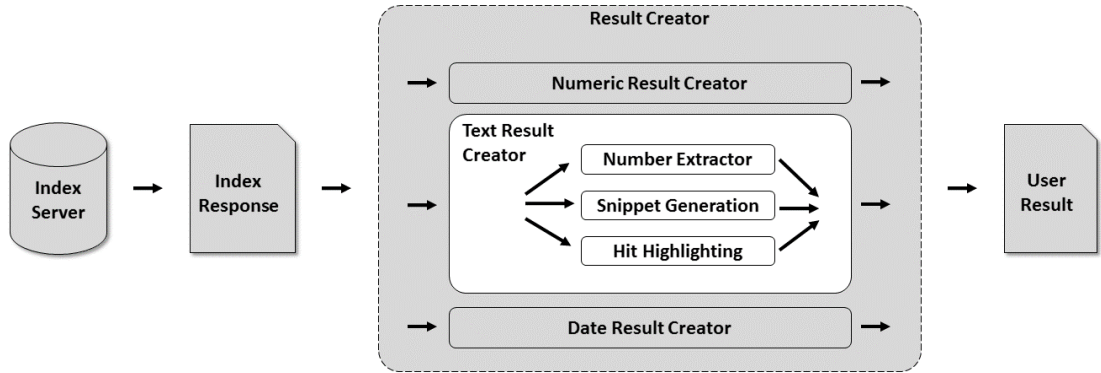 Result Creator
Numeric Result Creator
Text Result
Creator
Number Extractor
Snippet Generation
Hit Highlighting
Date Result Creator
Index
Server
Index
Response
User
Result